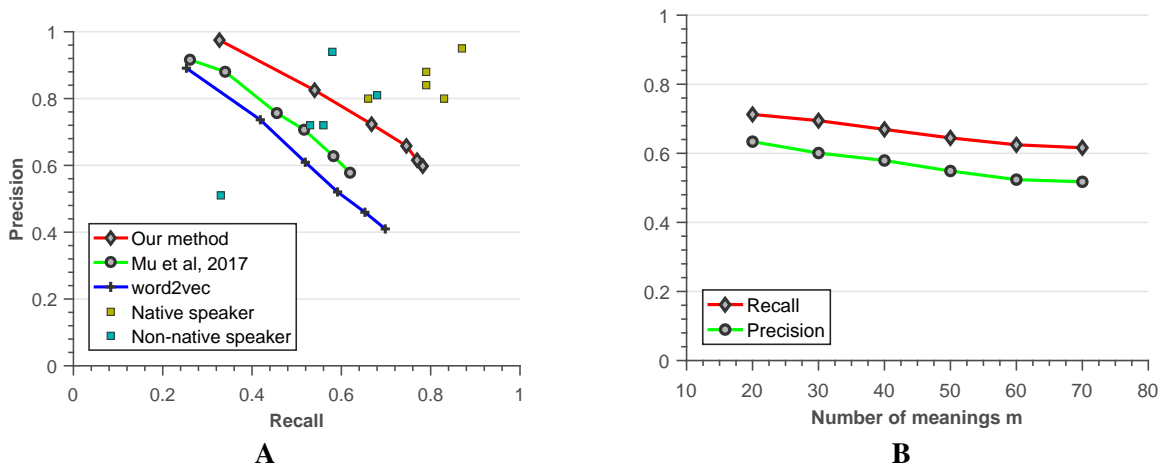 1
0.8
0.6
0.4
0.2
0
Precision
Our method
Mu et al, 2017
word2vec
Native speaker
Non-native speaker
0 0.2 0.4 0.6 0.8 1
Recall
A
1
0.8
0.6
0.4
0.2
0
Recall
Precision
10 20 30 40 50 60 70 80
Number of meanings m
B